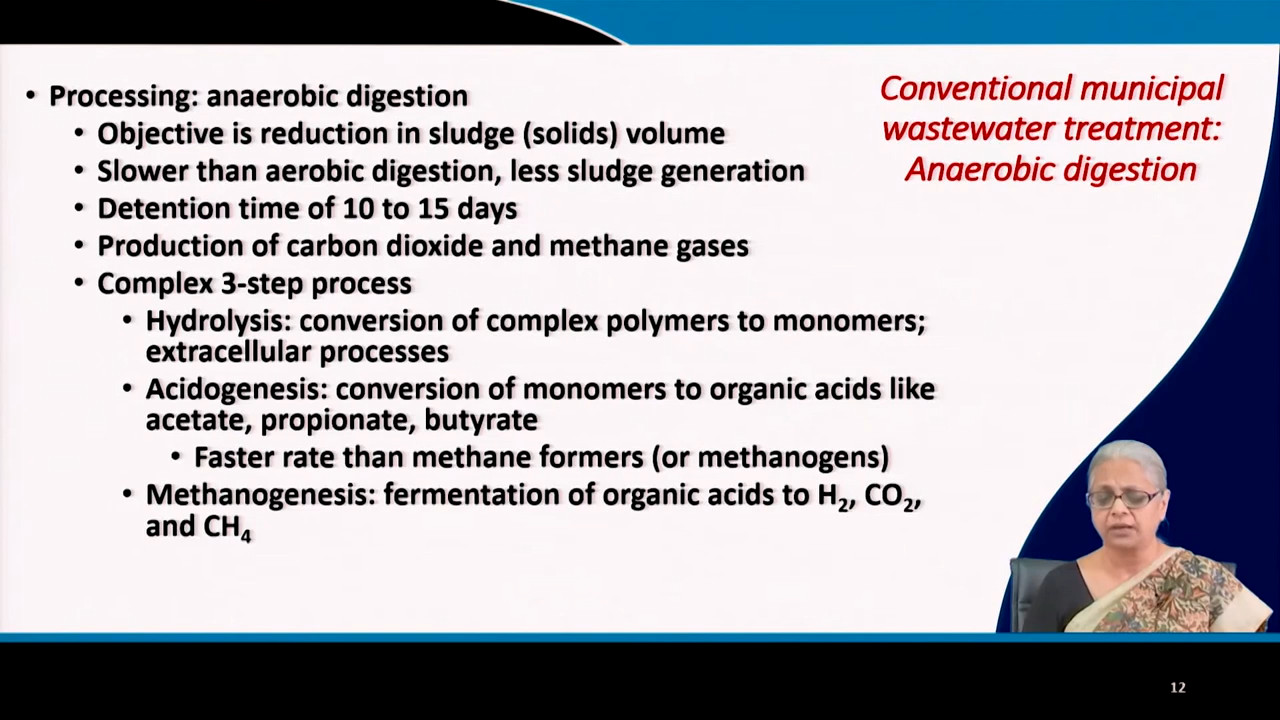 Conventional municipal
wastewater treatment:
Anaerobic digestion
• Processing: anaerobic digestion
• Objective is reduction in sludge (solids) volume
• Slower than aerobic digestion, less sludge generation
• Detention time of 10 to 15 days
• Production of carbon dioxide and methane gases
• Complex 3-step process
• Hydrolysis: conversion of complex polymers to monomers;
extracellular processes
• Acidogenesis: conversion of monomers to organic acids like
acetate, propionate, butyrate
• Faster rate than methane formers (or methanogens)
• Methanogenesis: fermentation of organic acids to H₂, CO₂,
and CH₄
12